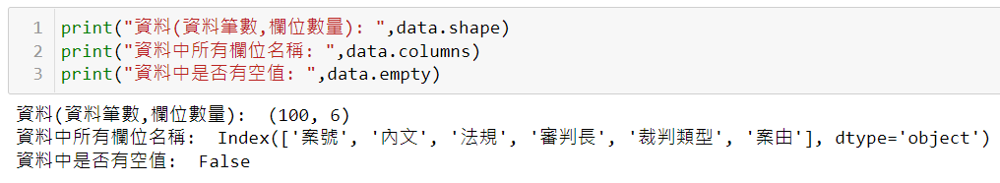 1 print("資料(資料筆數,欄位數量): ",data.shape)
2 print("資料中所有欄位名稱: ",data.columns)
3 print("資料中是否有空值: ",data.empty)
資料(資料筆數,欄位數量):  (100, 6)
資料中所有欄位名稱:  Index(['案號', '內文', '法規', '審判長', '裁判類型', '案由'], dtype='object')
資料中是否有空值:  False